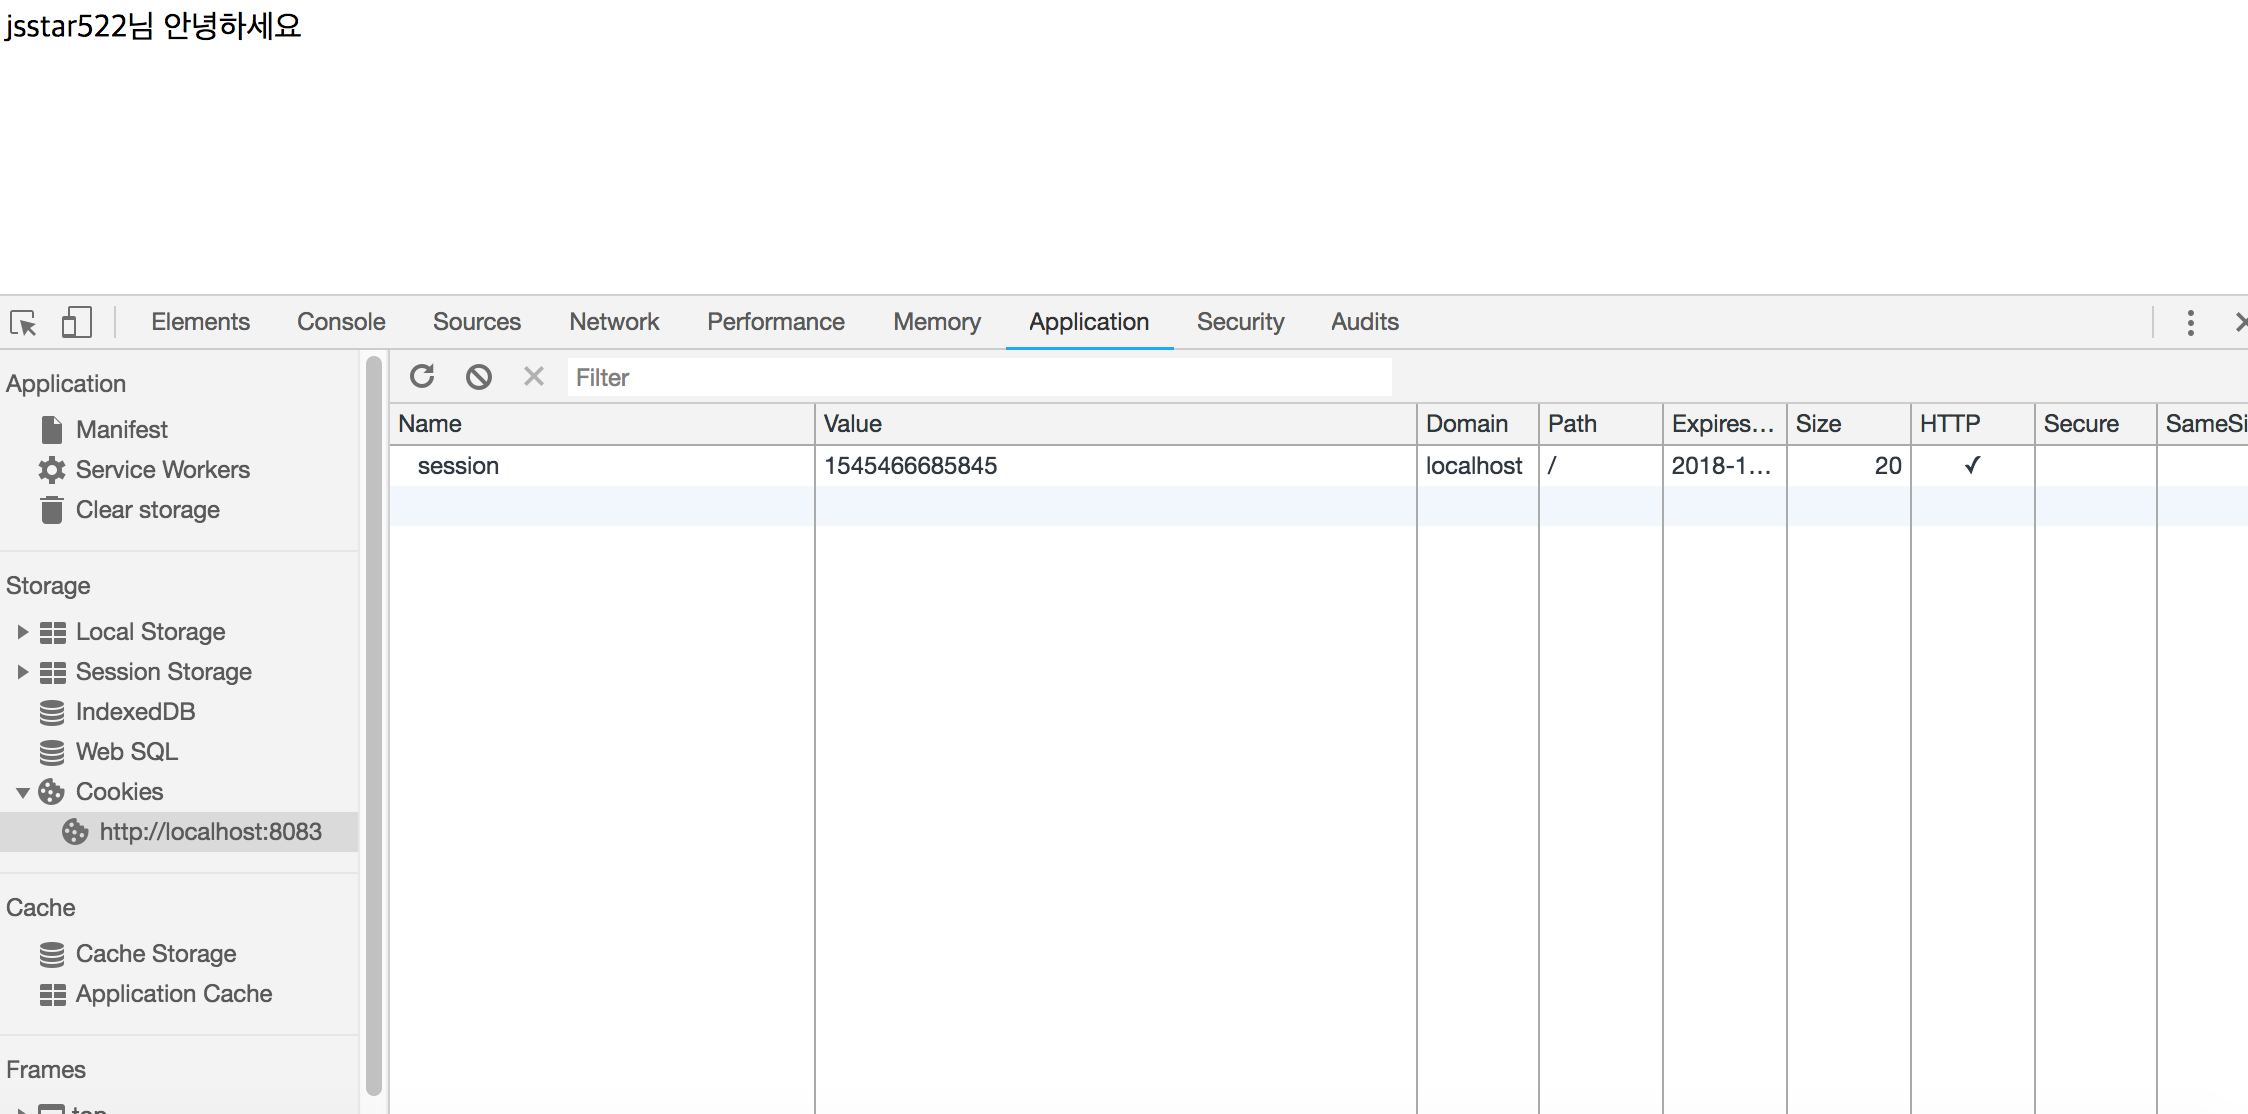 jsstar522님 안녕하세요
Elements Console Sources Network Performance Memory Application Security Audits
Filter
Application
Manifest
Service Workers
Clear storage
Storage
Local Storage
Session Storage
IndexedDB
Web SQL
Cookies
http://localhost:8083
Cache
Cache Storage
Application Cache
Frames
top
Name Value Domain Path Expires... Size HTTP Secure SameSi
session 1545466685845 localhost / 2018-1... 20 ✓